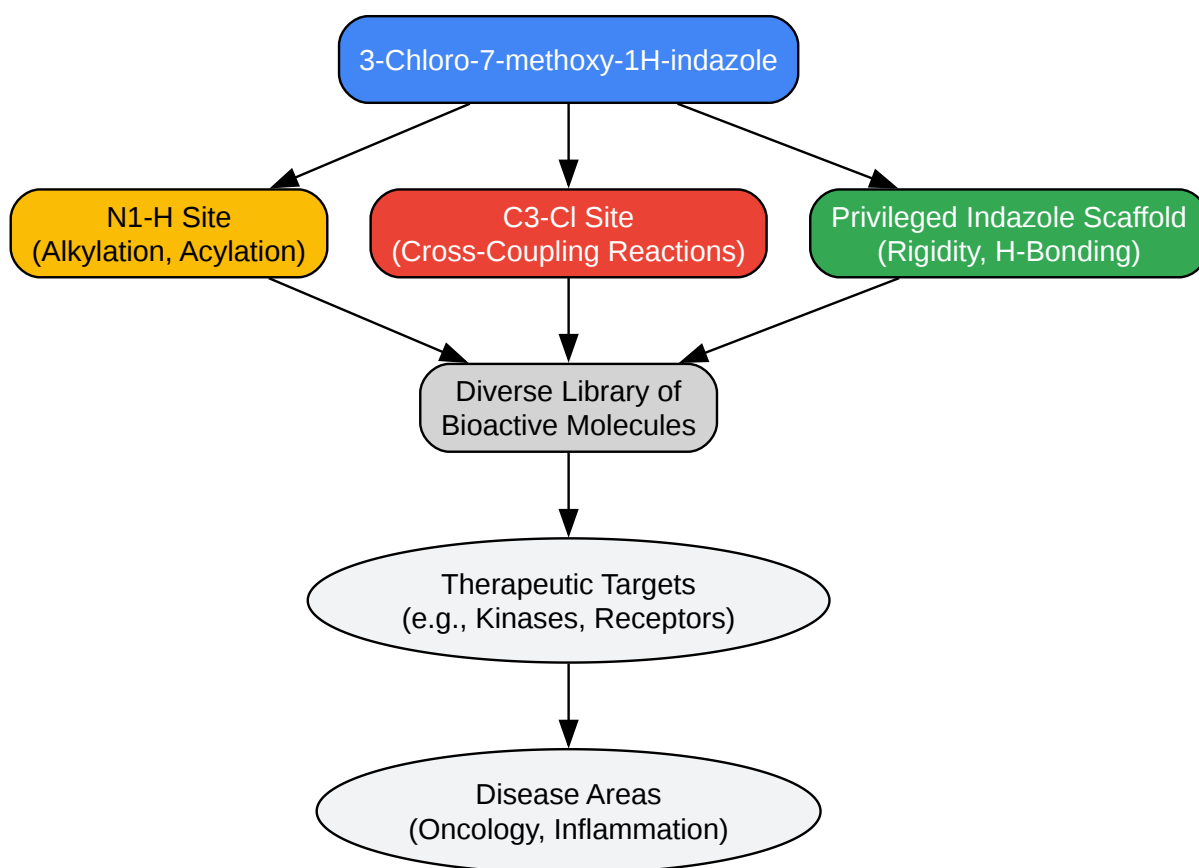 3-Chloro-7-methoxy-1H-indazole
N1-H Site
(Alkylation, Acylation)
C3-Cl Site
(Cross-Coupling Reactions)
Privileged Indazole Scaffold
(Rigidity, H-Bonding)
Diverse Library of
Bioactive Molecules
Therapeutic Targets
(e.g., Kinases, Receptors)
Disease Areas
(Oncology, Inflammation)